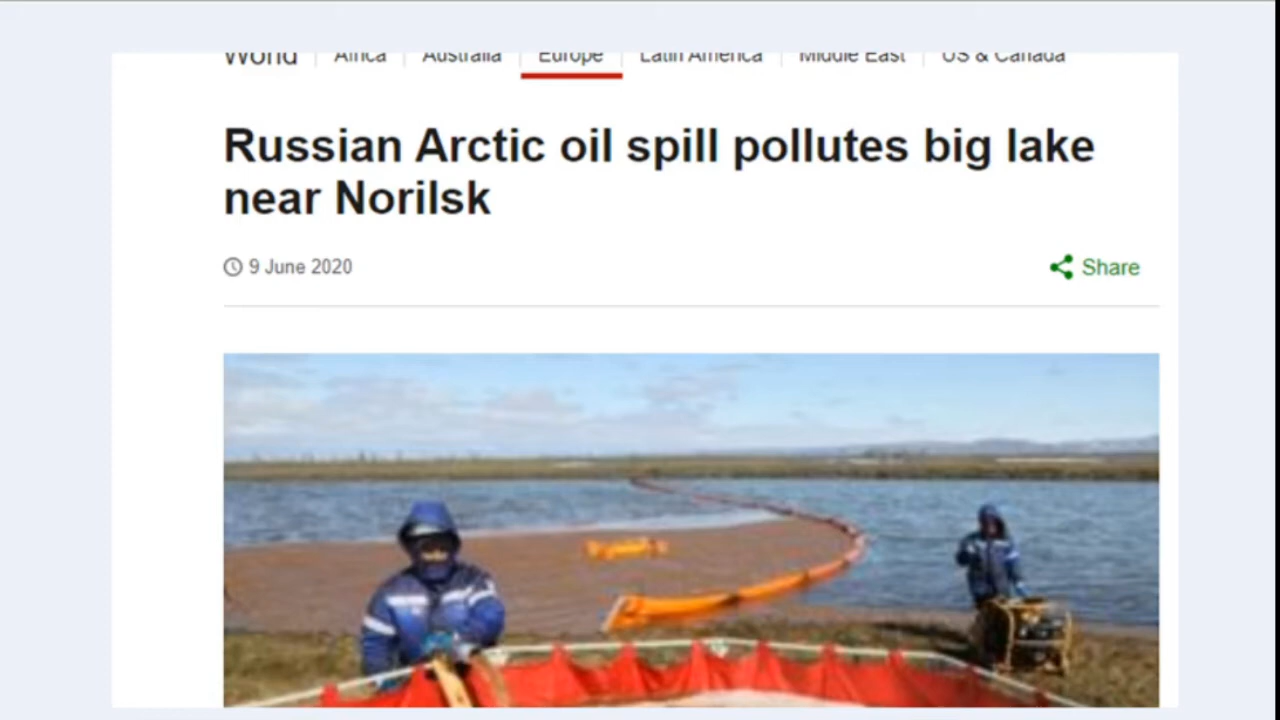 World Africa Australia Europe Latin America Middle East US & Canada
Russian Arctic oil spill pollutes big lake
near Norilsk
9 June 2020 Share